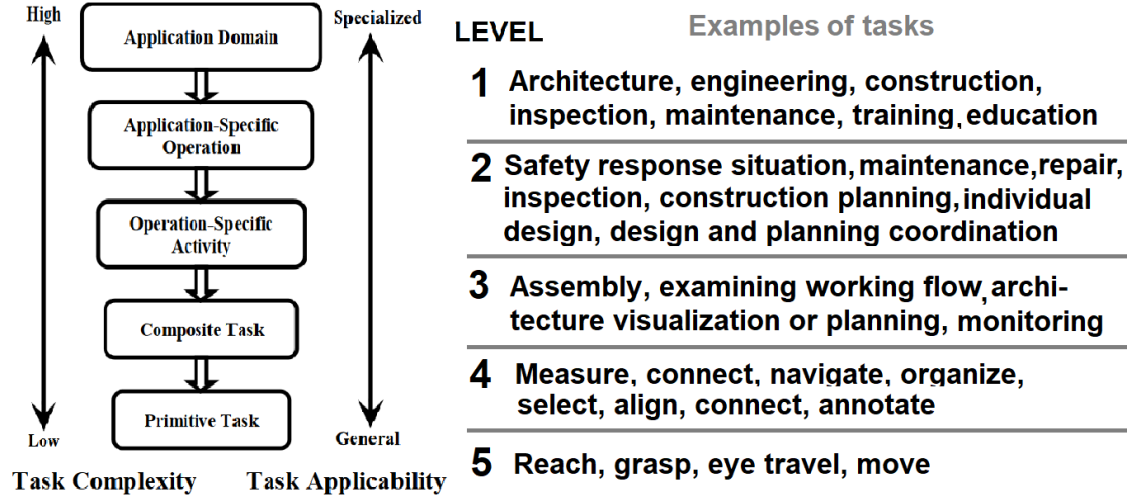 High
Specialized
Application Domain
Application-Specific
Operation
Operation-Specific
Activity
Composite Task
Primitive Task
Low
General
Task Complexity
Task Applicability
LEVEL
Examples of tasks
1 Architecture, engineering, construction,
inspection, maintenance, training, education
2 Safety response situation, maintenance, repair,
inspection, construction planning, individual
design, design and planning coordination
3 Assembly, examining working flow, archi-
tecture visualization or planning, monitoring
4 Measure, connect, navigate, organize,
select, align, connect, annotate
5 Reach, grasp, eye travel, move